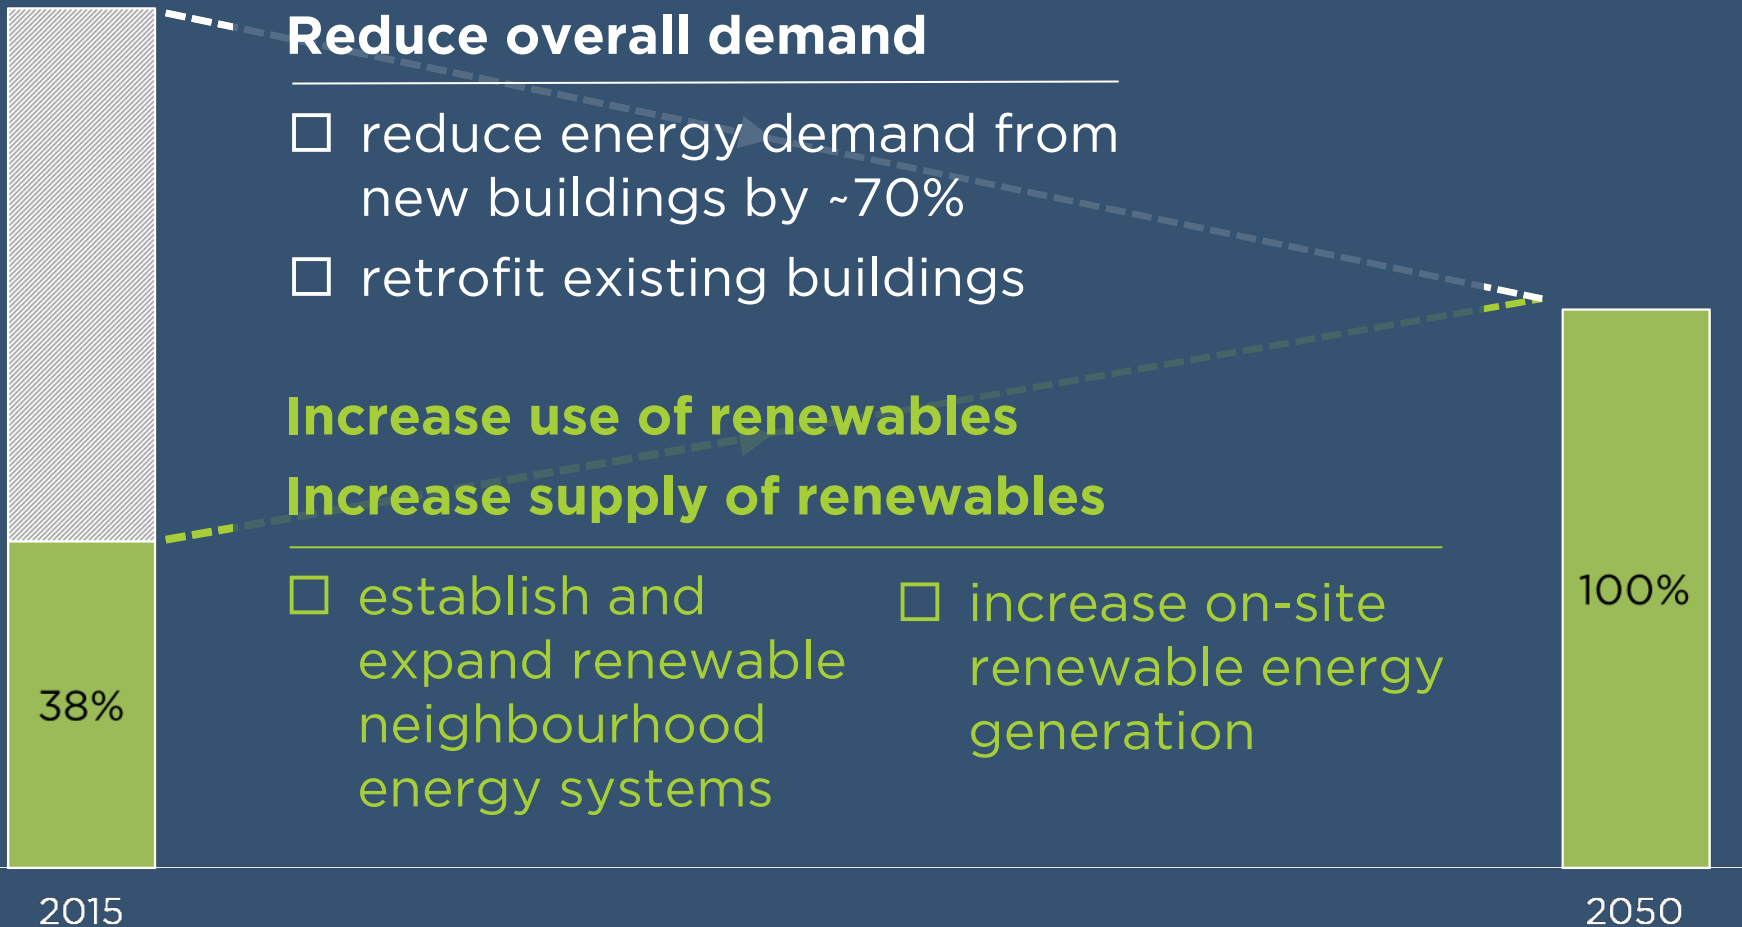 Reduce overall demand
☐ reduce energy demand from
new buildings by ~70%
☐ retrofit existing buildings
Increase use of renewables
Increase supply of renewables
☐ establish and
expand renewable
neighbourhood
energy systems
☐ increase on-site
renewable energy
generation
38%
100%
2015
2050